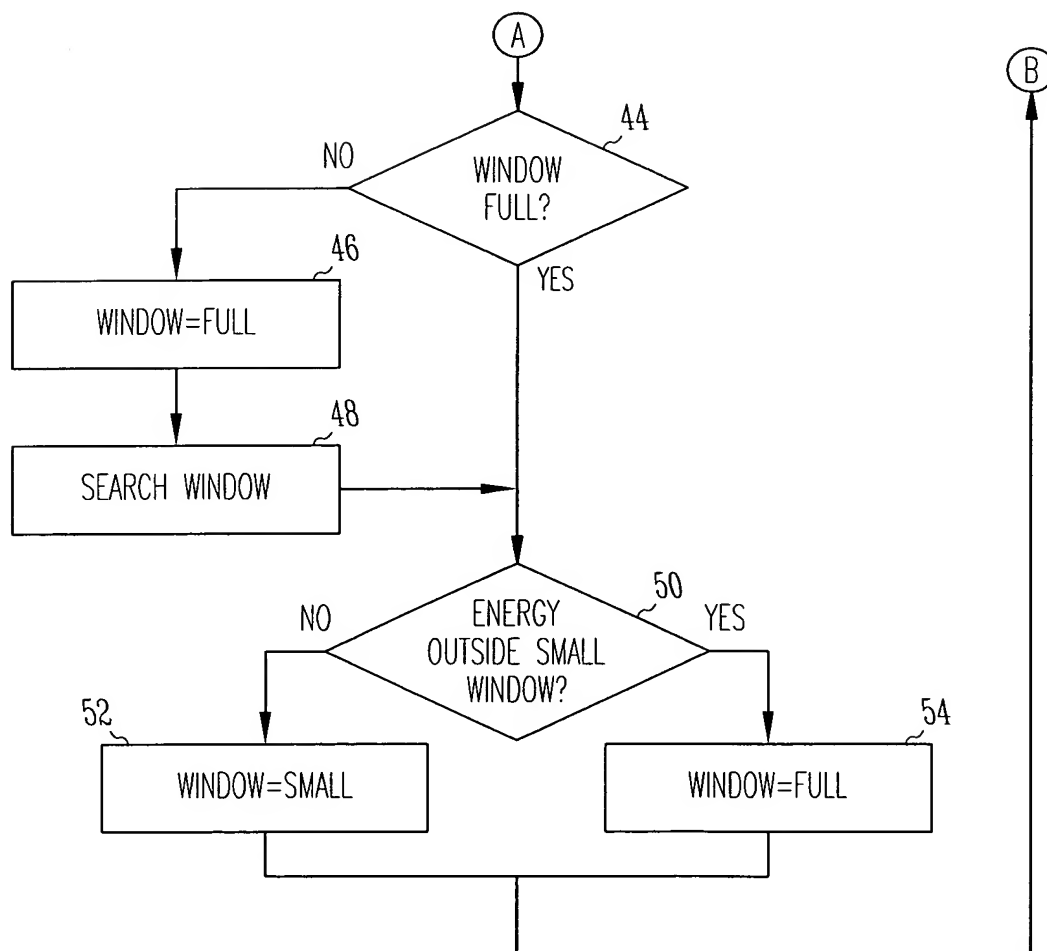 A
B
44
NO
WINDOW
FULL?
YES
46
WINDOW=FULL
48
SEARCH WINDOW
50
NO
ENERGY
OUTSIDE SMALL
WINDOW?
YES
52
WINDOW=SMALL
54
WINDOW=FULL